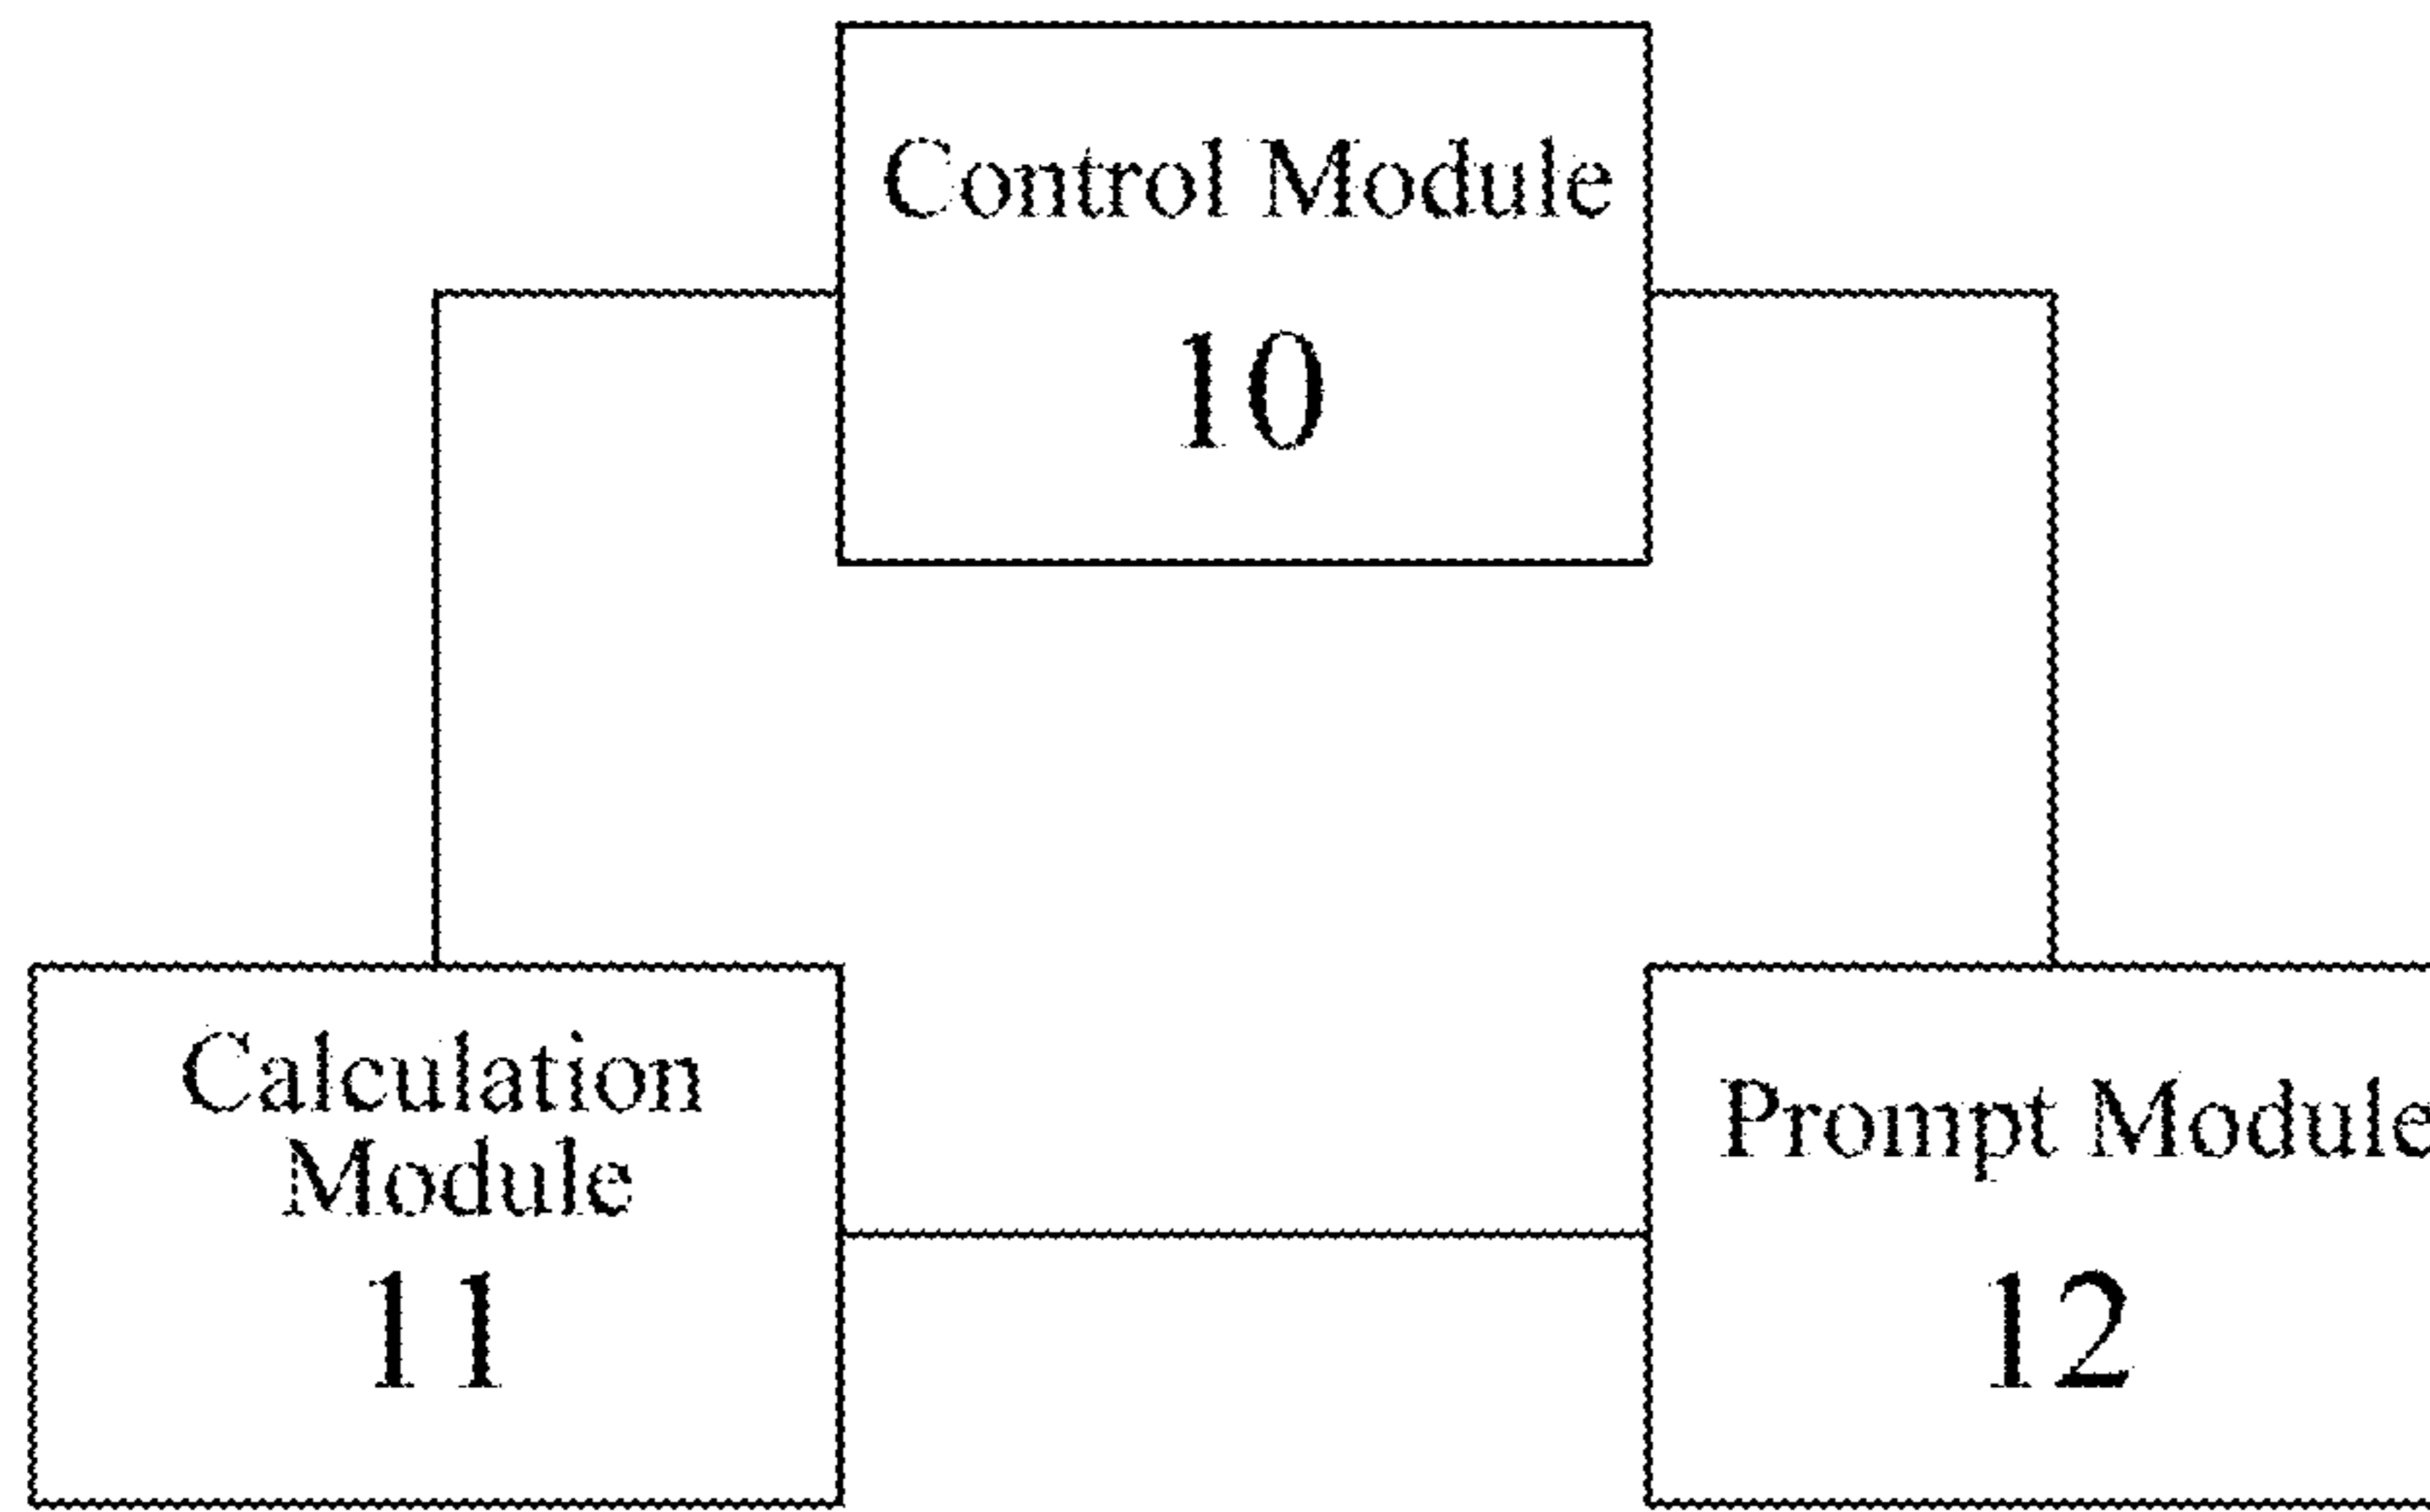 Control Module
10
Calculation
Module
11
Prompt Module
12